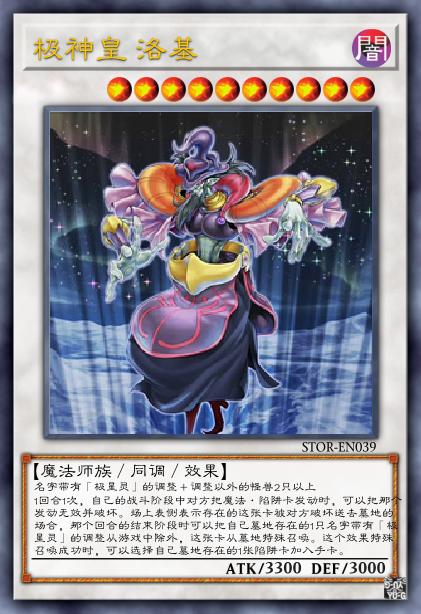 极神皇 洛基
闇
STOR-EN039
【魔法师族／同调／效果】
名字带有「极星灵」的调整＋调整以外的怪兽2只以上
1回合1次，自己的战斗阶段中对方把魔法·陷阱卡发动时，可以把那个
发动无效并破坏。场上表侧表示存在的这张卡被对方破坏送去墓地的
场合，那个回合的结束阶段时可以把自己墓地存在的1只名字带有「极
星灵」的调整从游戏中除外，这张卡从墓地特殊召唤。这个效果特殊
召唤成功时，可以选择自己墓地存在的1张陷阱卡加入手卡。
ATK/3300 DEF/3000